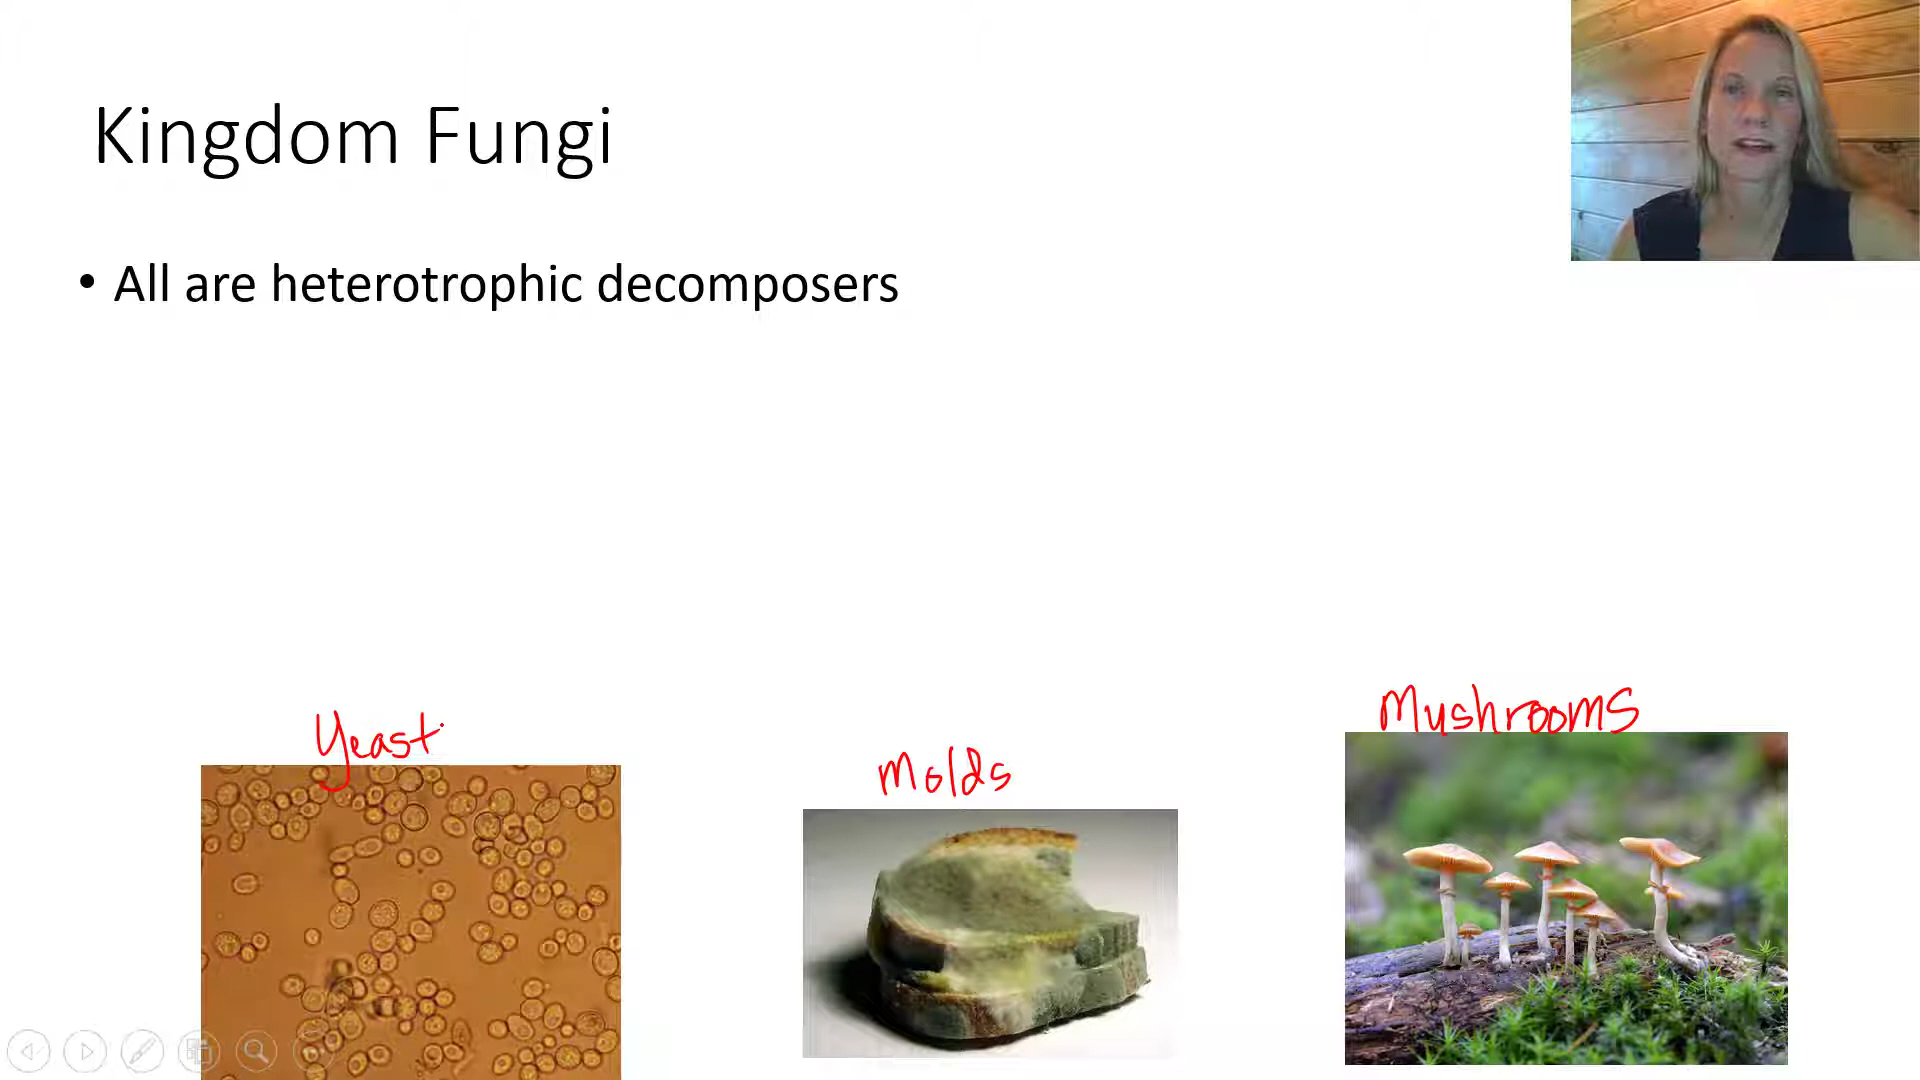 Kingdom Fungi
• All are heterotrophic decomposers
Yeast
Molds
Mushrooms